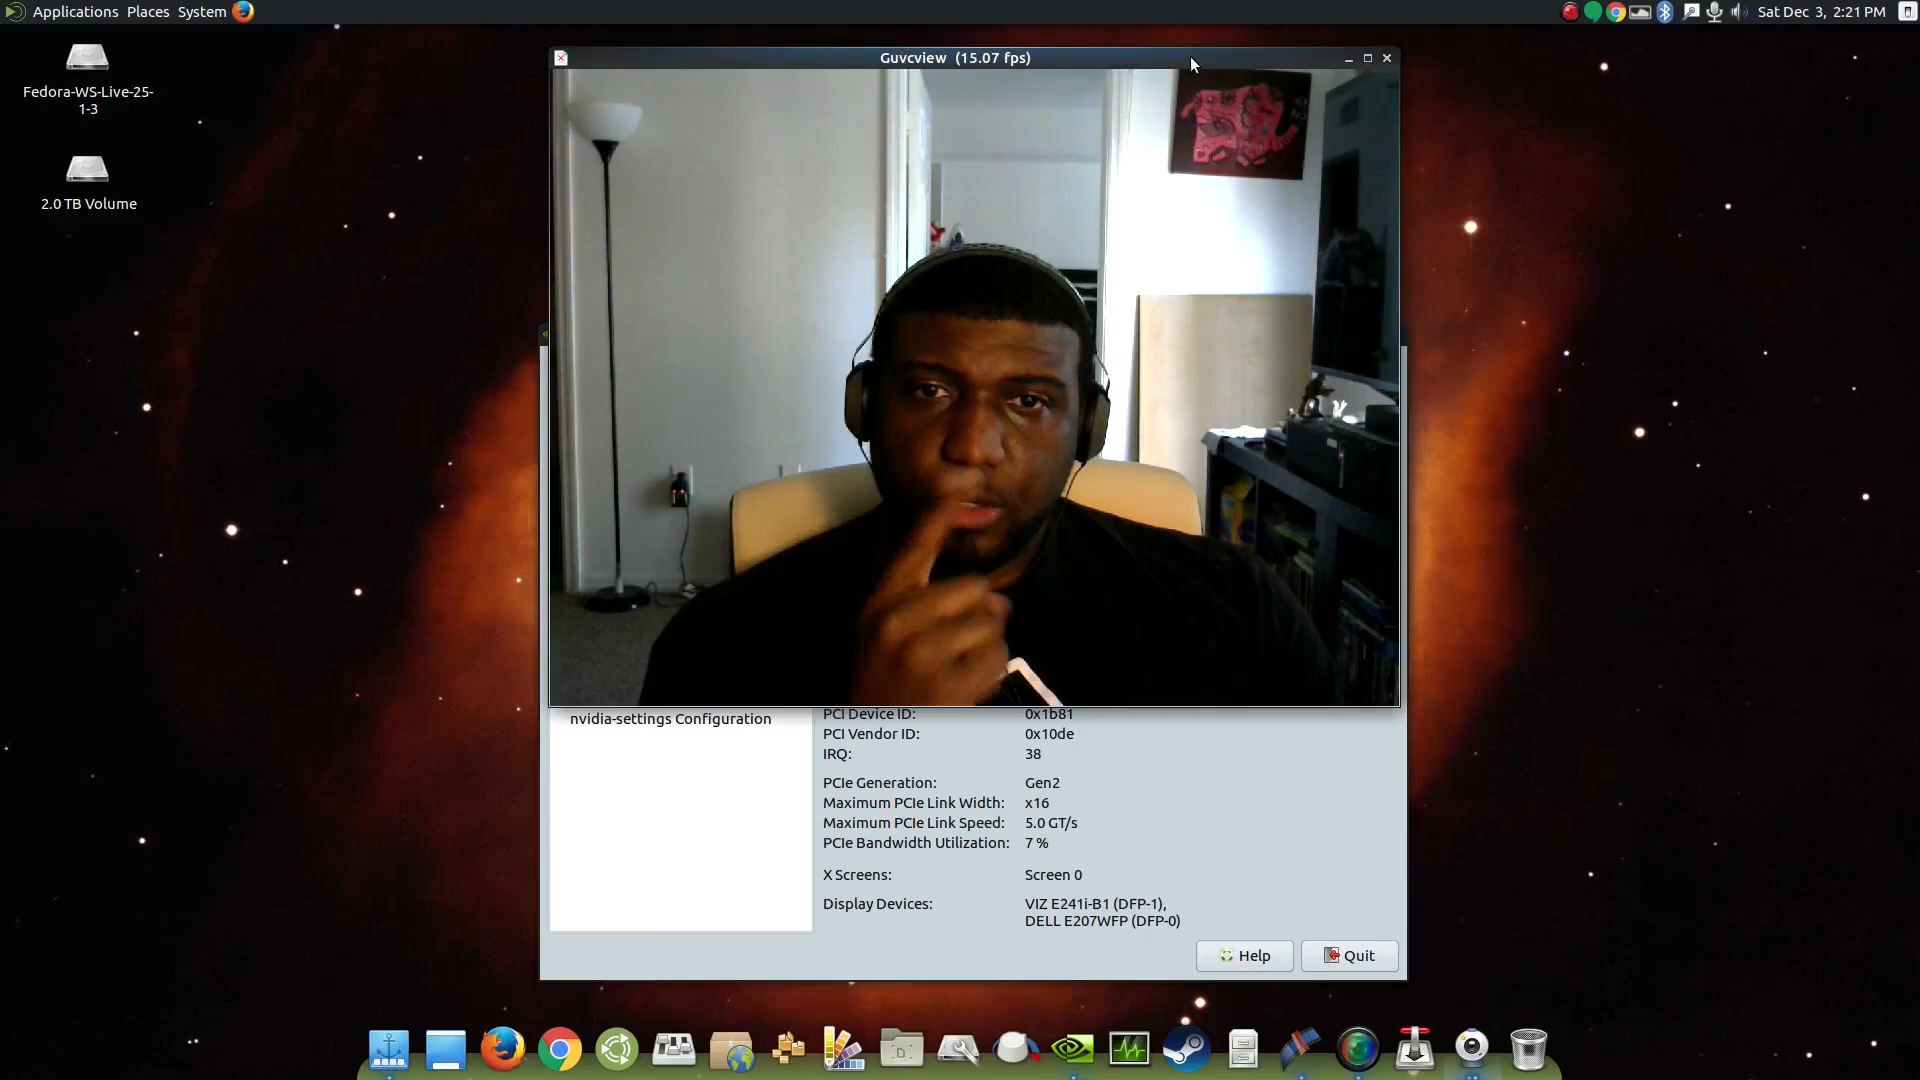 Applications Places System
Sat Dec 3, 2:21 PM
Fedora-WS-Live-25-
1-3
2.0 TB Volume
Guvcview (15.07 fps)
nvidia-settings Configuration
PCI Device ID: 0x1b81
PCI Vendor ID: 0x10de
IRQ: 38
PCIe Generation: Gen2
Maximum PCIe Link Width: x16
Maximum PCIe Link Speed: 5.0 GT/s
PCIe Bandwidth Utilization: 7 %
X Screens: Screen 0
Display Devices: VIZ E241i-B1 (DFP-1),
DELL E207WFP (DFP-0)
Help Quit